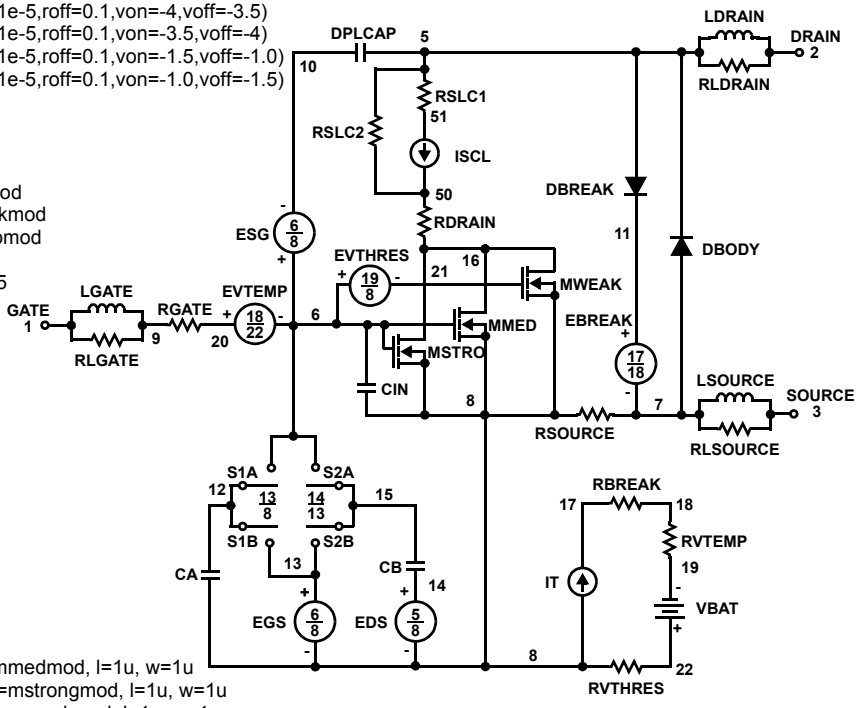 1e-5,roff=0.1,von=-4,voff=-3.5)
1e-5,roff=0.1,von=-3.5,voff=-4)
1e-5,roff=0.1,von=-1.5,voff=-1.0)
1e-5,roff=0.1,von=-1.0,voff=-1.5)
LDRAIN
DPLCAP 5 DRAIN
10 2
RLDRAIN
RSLC1
51
RSLC2
ISCL
od
kmod
omod
5
50
RDRAIN
DBREAK
11
DBODY
ESG 6 8
- +
EVTHRES
+ 19 8 -
21 16
MWEAK
LGATE EVTEMP
GATE
1
RGATE + 18 22 - 6
9 20
RLGATE
MMED
MSTRO
EBREAK
+
17 18
-
CIN
8
LSOURCE
7 SOURCE
3
RSOURCE
RLSOURCE
S1A S2A
12 13 8 14 13 15
S1B S2B
13
CA CB
14
+ +
EGS 6 8 EDS 5 8
- -
RBREAK
17 18
RVTEMP
19
IT
-
VBAT
+
8 22
RVTHRES
mmedmod, l=1u, w=1u
=mstrongmod, l=1u, w=1u